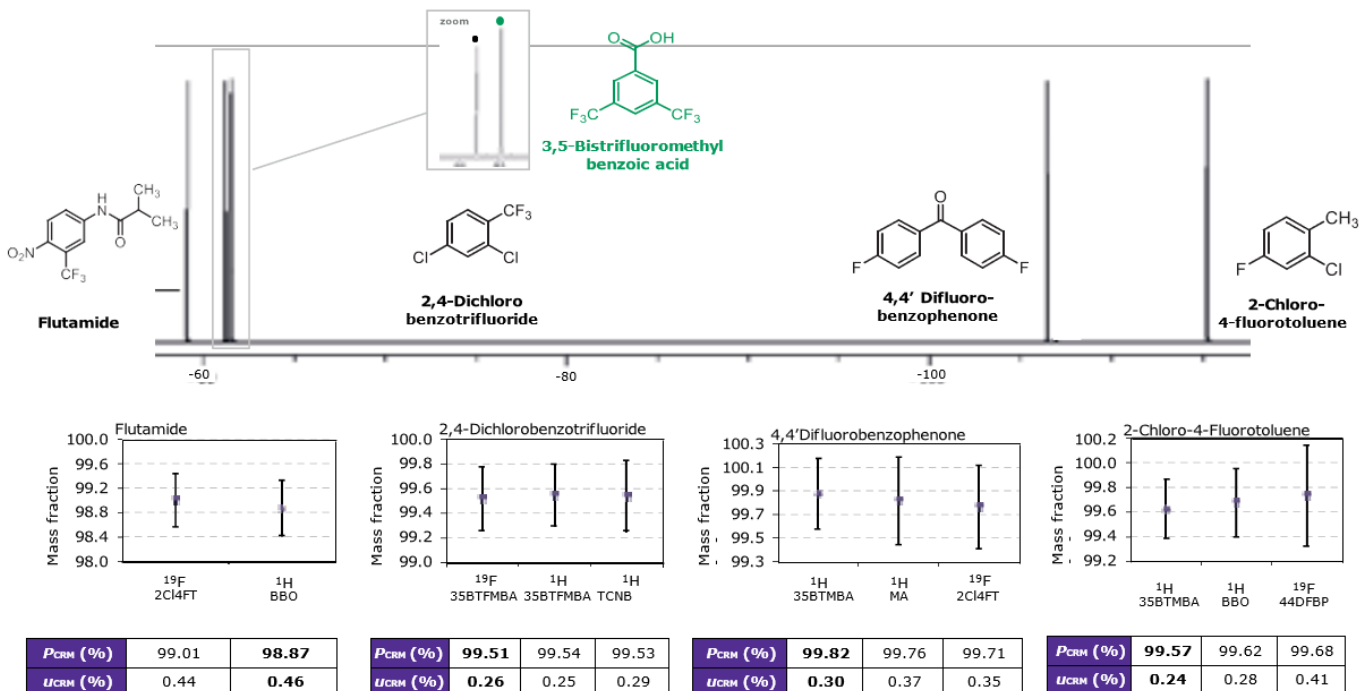 zoom
O
OH
F₃C
CF₃
3,5-Bistrifluoromethyl
benzoic acid
H
N
CH₃
CH₃
O
O₂N
CF₃
Flutamide
CF₃
Cl
Cl
2,4-Dichloro
benzotrifluoride
O
F
F
4,4’ Difluoro-
benzophenone
CH₃
F
Cl
2-Chloro-
4-fluorotoluene
-60
-80
-100
Flutamide
Mass fraction
100.0
99.6
99.2
98.8
98.4
98.0
¹⁹F
2Cl4FT
¹H
BBO
2,4-Dichlorobenzotrifluoride
Mass fraction
100.0
99.8
99.6
99.4
99.2
99.0
¹⁹F
35BTFMBA
¹H
35BTFMBA
¹H
TCNB
4,4’Difluorobenzophenone
Mass fraction
100.3
100.1
99.9
99.7
99.5
99.3
¹H
35BTMBA
¹H
MA
¹⁹F
2Cl4FT
2-Chloro-4-Fluorotoluene
Mass fraction
100.2
100.0
99.8
99.6
99.4
99.2
¹H
35BTMBA
¹H
BBO
¹⁹F
44DFBP
PCRM (%) 99.01 98.87
uCRM (%) 0.44 0.46
PCRM (%) 99.51 99.54 99.53
uCRM (%) 0.26 0.25 0.29
PCRM (%) 99.82 99.76 99.71
uCRM (%) 0.30 0.37 0.35
PCRM (%) 99.57 99.62 99.68
uCRM (%) 0.24 0.28 0.41